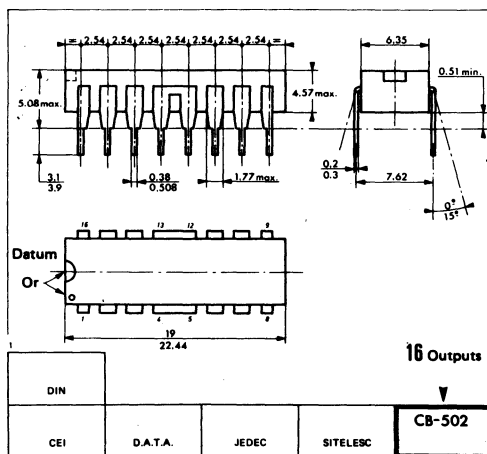 = 2.54 2.54 2.54 2.54 2.54 2.54 2.54 =
6.35
0.51 min.
5.08 max.
4.57 max.
3.1
3.9
0.38
0.508
1.77 max.
0.2
0.3
7.62
0°
15°
16 13 12 9
Datum
Or
1 4 5 8
19
22.44
1
16 Outputs
DIN
CB-502
CEI D.A.T.A. JEDEC SITELESC